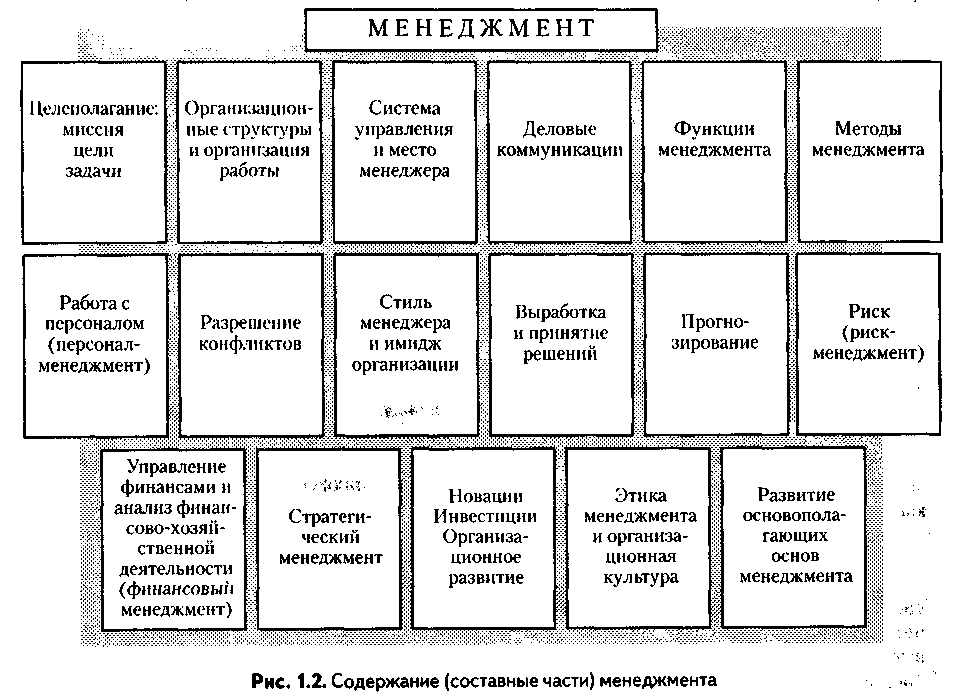 МЕНЕДЖМЕНТ
Целеполагание:
миссия
цели
задачи
Организацион-
ные структуры
и организация
работы
Система
управления
и место
менеджера
Деловые
коммуникации
Функции
менеджмента
Методы
менеджмента
Работа с
персоналом
(персонал-
менеджмент)
Разрешение
конфликтов
Стиль
менеджера
и имидж
организации
Выработка
и принятие
решений
Прогно-
зирование
Риск
(риск-
менеджмент)
Управление
финансами и
анализ финан-
сово-хозяй-
ственной
деятельности
(финансовый
менеджмент)
Стратеги-
ческий
менеджмент
Новации
Инвестиции
Организа-
ционное
развитие
Этика
менеджмента
и организа-
ционная
культура
Развитие
основопола-
гающих
основ
менеджмента
Рис. 1.2. Содержание (составные части) менеджмента